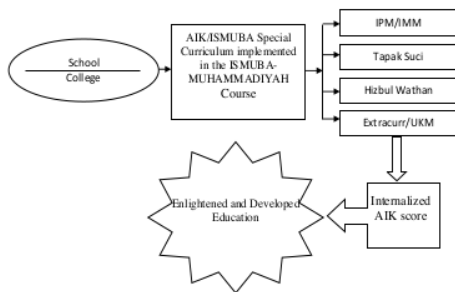 School
College
AIK/ISMUBA Special
Curriculum implemented
in the ISMUBA-
MUHAMMADIYAH
Course
IPM/IMM
Tapak Suci
Hizbul Wathan
Extracurr/UKM
Internalized
AIK score
Enlightened and Developed
Education